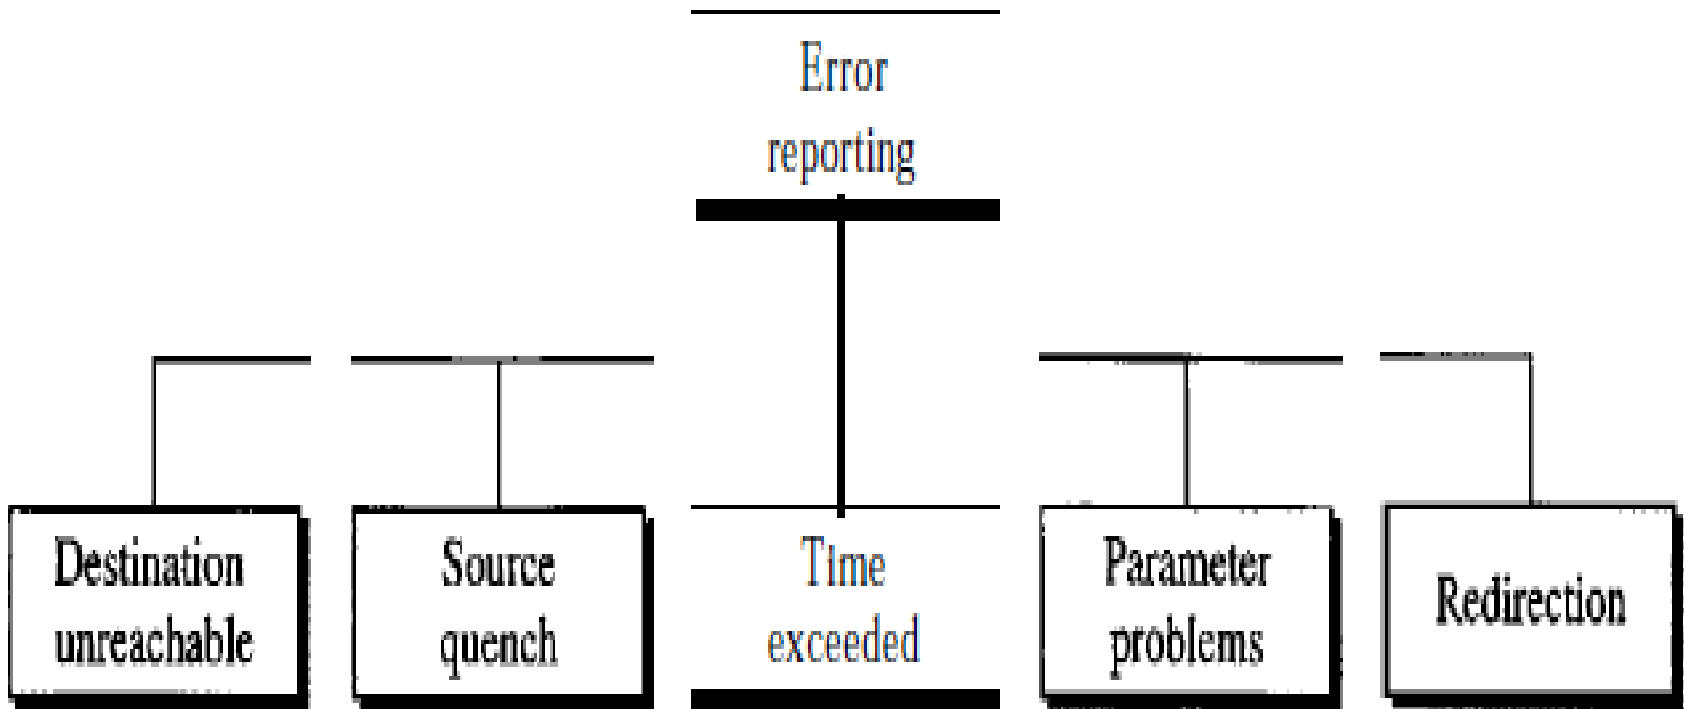 Error
reporting
Destination
unreachable
Source
quench
Time
exceeded
Parameter
problems
Redirection